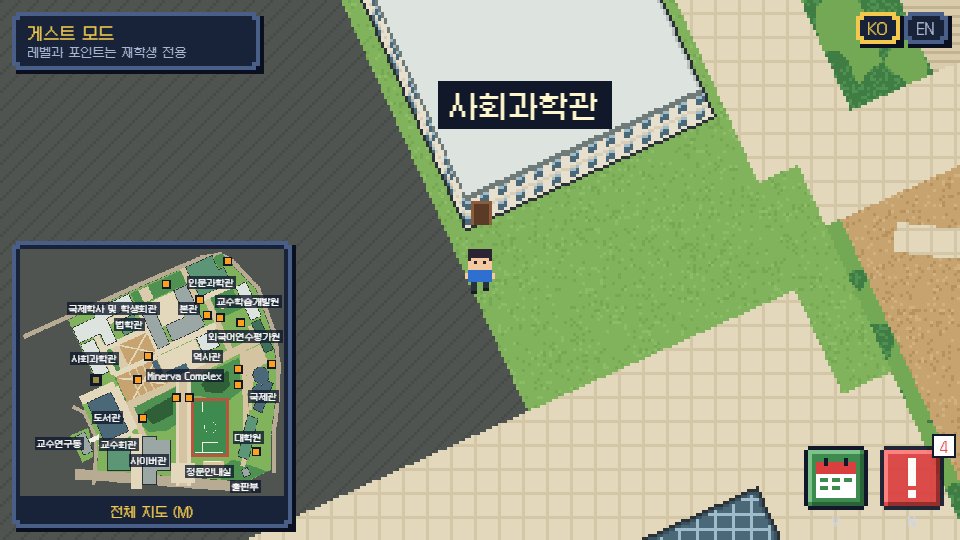 게스트 모드
레벨과 포인트는 재학생 전용
KO
EN
사회과학관
인문과학관
국제학사 및 학생회관
본관
교수학습개발원
법학관
외국어연수평가원
사회과학관
역사관
Minerva Complex
국제관
도서관
교수연구동
교수회관
대학원
사이버관
정문안내실
출판부
전체 지도 (M)
4